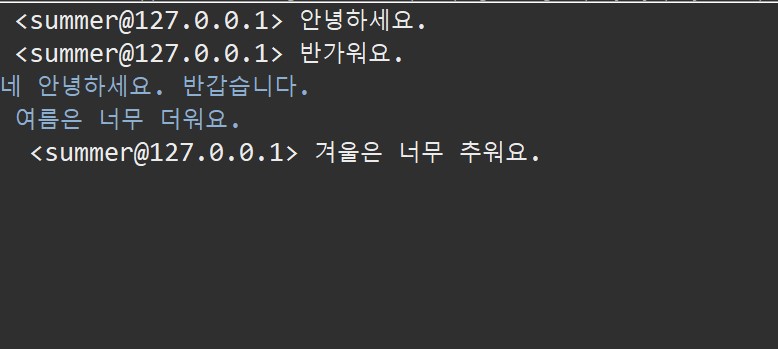 <summer@127.0.0.1> 안녕하세요.
<summer@127.0.0.1> 반가워요.
네 안녕하세요. 반갑습니다.
여름은 너무 더워요.
<summer@127.0.0.1> 겨울은 너무 추워요.